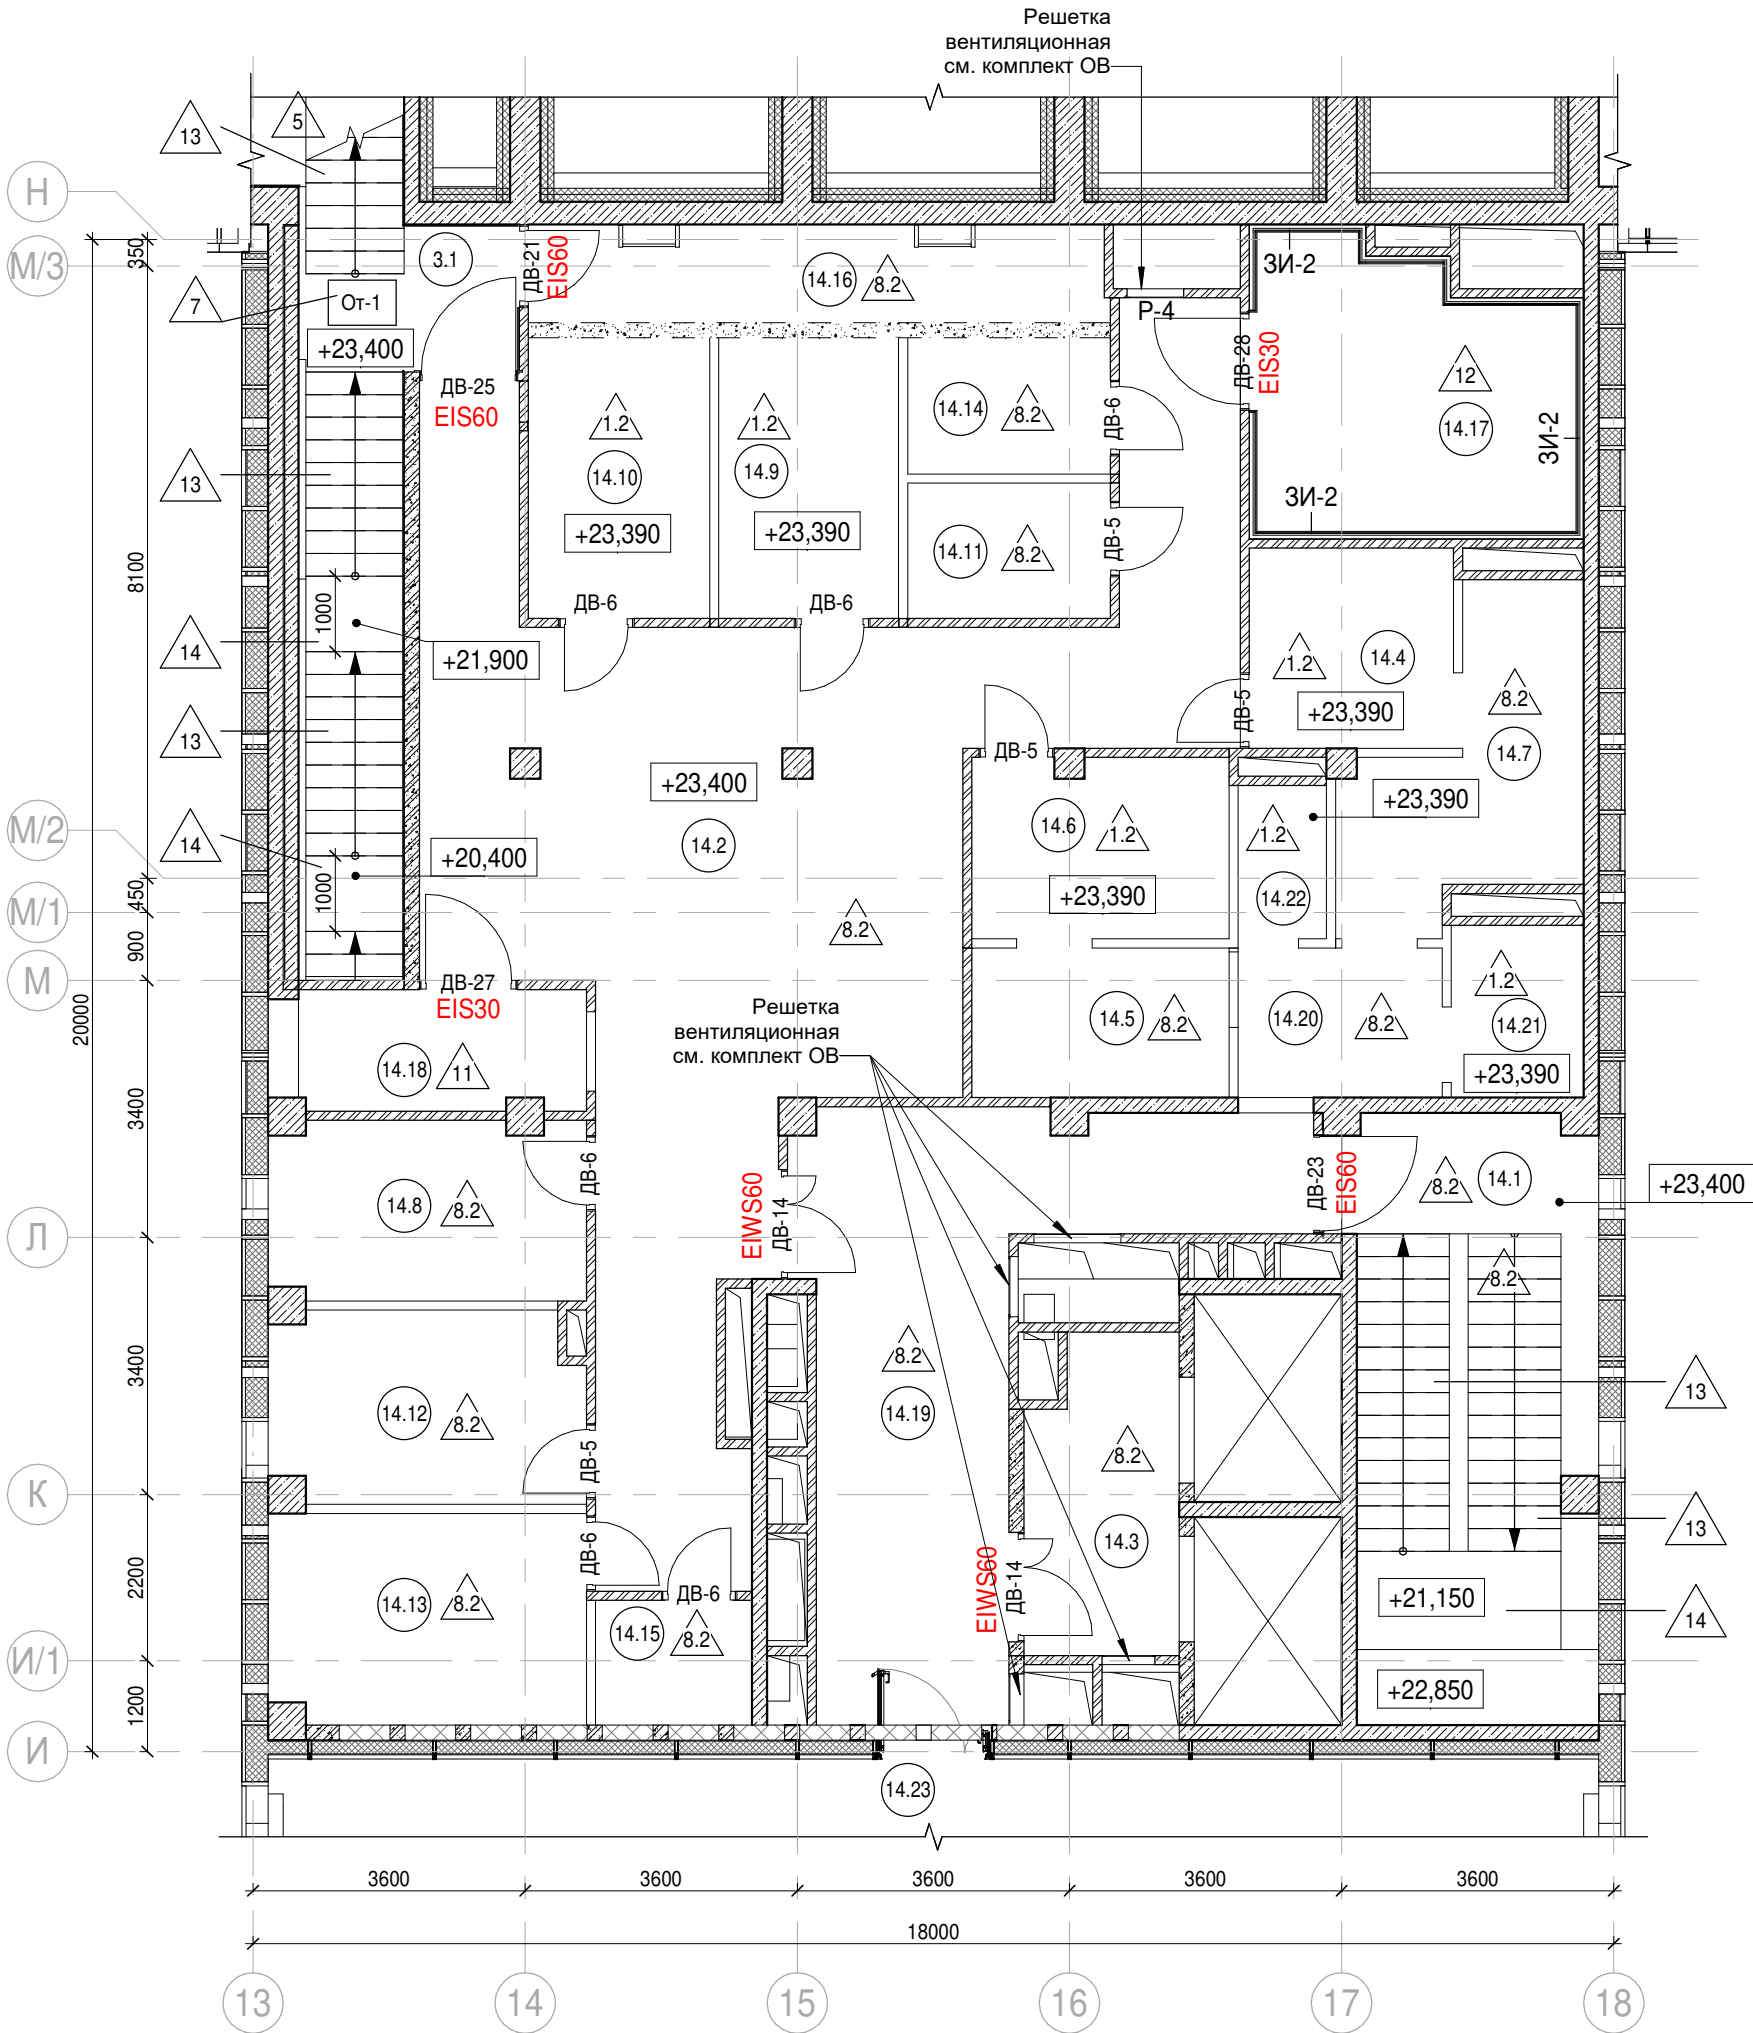 Решетка
вентиляционная
см. комплект ОВ
13
5
Н
М/3
350
3.1
ДВ-21
EIS60
14.16
8.2
ЗИ-2
7
От-1
Р-4
+23,400
ДВ-25
EIS60
ДВ-28
EIS30
12
14.17
ЗИ-2
1.2
14.10
+23,390
1.2
14.9
+23,390
14.14
8.2
ДВ-6
13
ЗИ-2
14.11
8.2
ДВ-5
8100
ДВ-6
ДВ-6
1000
14
+21,900
1.2
14.4
+23,390
8.2
14.7
ДВ-5
13
ДВ-5
+23,400
+23,390
М/2
14
+20,400
14.2
14.6
1.2
1.2
+23,390
14.22
450
М/1
1000
8.2
900
М
20000
ДВ-27
EIS30
1.2
14.21
+23,390
Решетка
вентиляционная
см. комплект ОВ
14.5
8.2
14.20
8.2
14.18
11
3400
14.8
8.2
ДВ-6
EIWS60
ДВ-14
ДВ-23
EIS60
8.2
14.1
+23,400
Л
8.2
3400
14.12
8.2
ДВ-5
8.2
14.19
13
8.2
К
13
14.3
2200
14.13
8.2
ДВ-6
ДВ-6
14.15
8.2
EIWS60
ДВ-14
+21,150
14
И/1
1200
+22,850
И
14.23
3600
3600
3600
3600
3600
18000
13
14
15
16
17
18